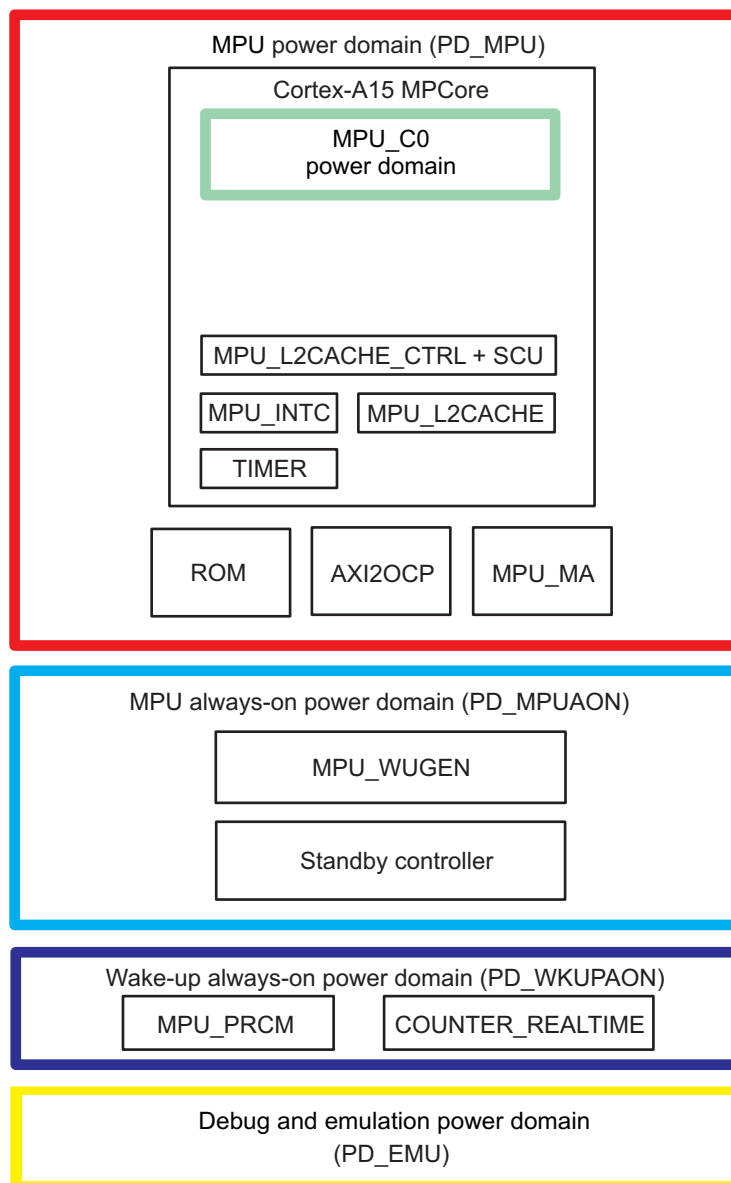 MPU power domain (PD_MPU)
Cortex-A15 MPCore
MPU_C0
power domain
MPU_L2CACHE_CTRL + SCU
MPU_INTC
MPU_L2CACHE
TIMER
ROM
AXI2OCP
MPU_MA
MPU always-on power domain (PD_MPUAON)
MPU_WUGEN
Standby controller
Wake-up always-on power domain (PD_WKUPAON)
MPU_PRCM
COUNTER_REALTIME
Debug and emulation power domain
(PD_EMU)